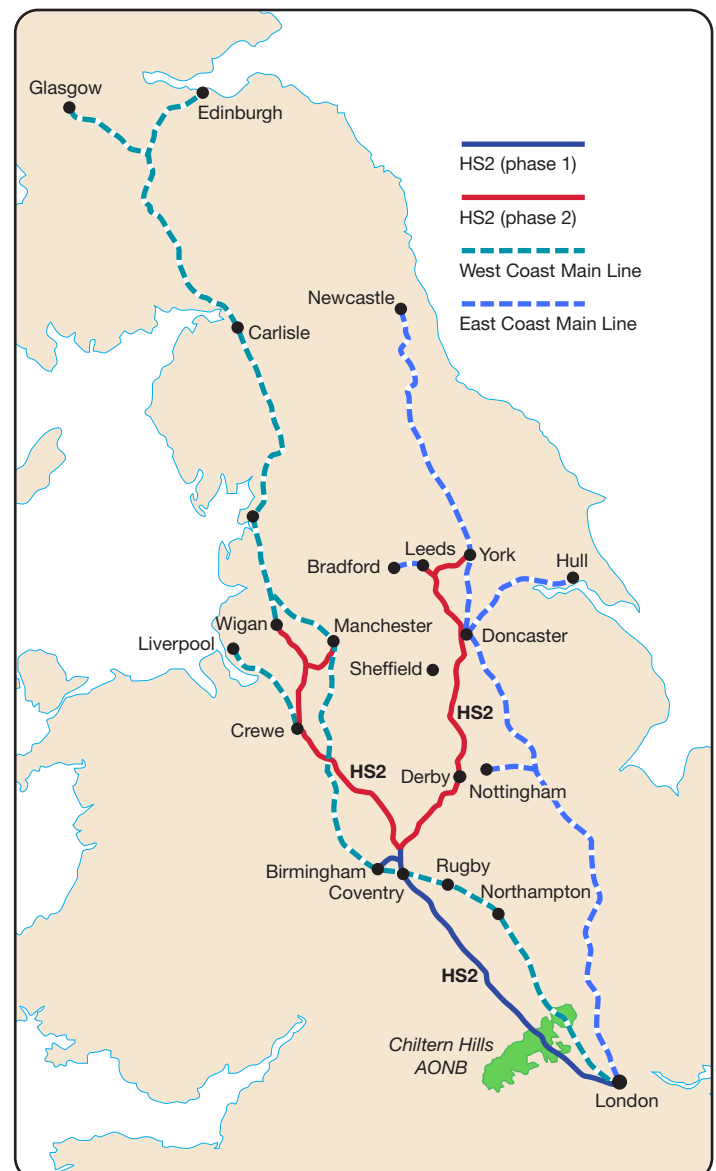 Glasgow
Edinburgh
HS2 (phase 1)
HS2 (phase 2)
West Coast Main Line
East Coast Main Line
Newcastle
Carlisle
Leeds
York
Bradford
Hull
Wigan
Manchester
Doncaster
Liverpool
Sheffield
HS2
Crewe
HS2
Derby
Nottingham
Birmingham
Rugby
Coventry
Northampton
HS2
Chiltern Hills
AONB
London